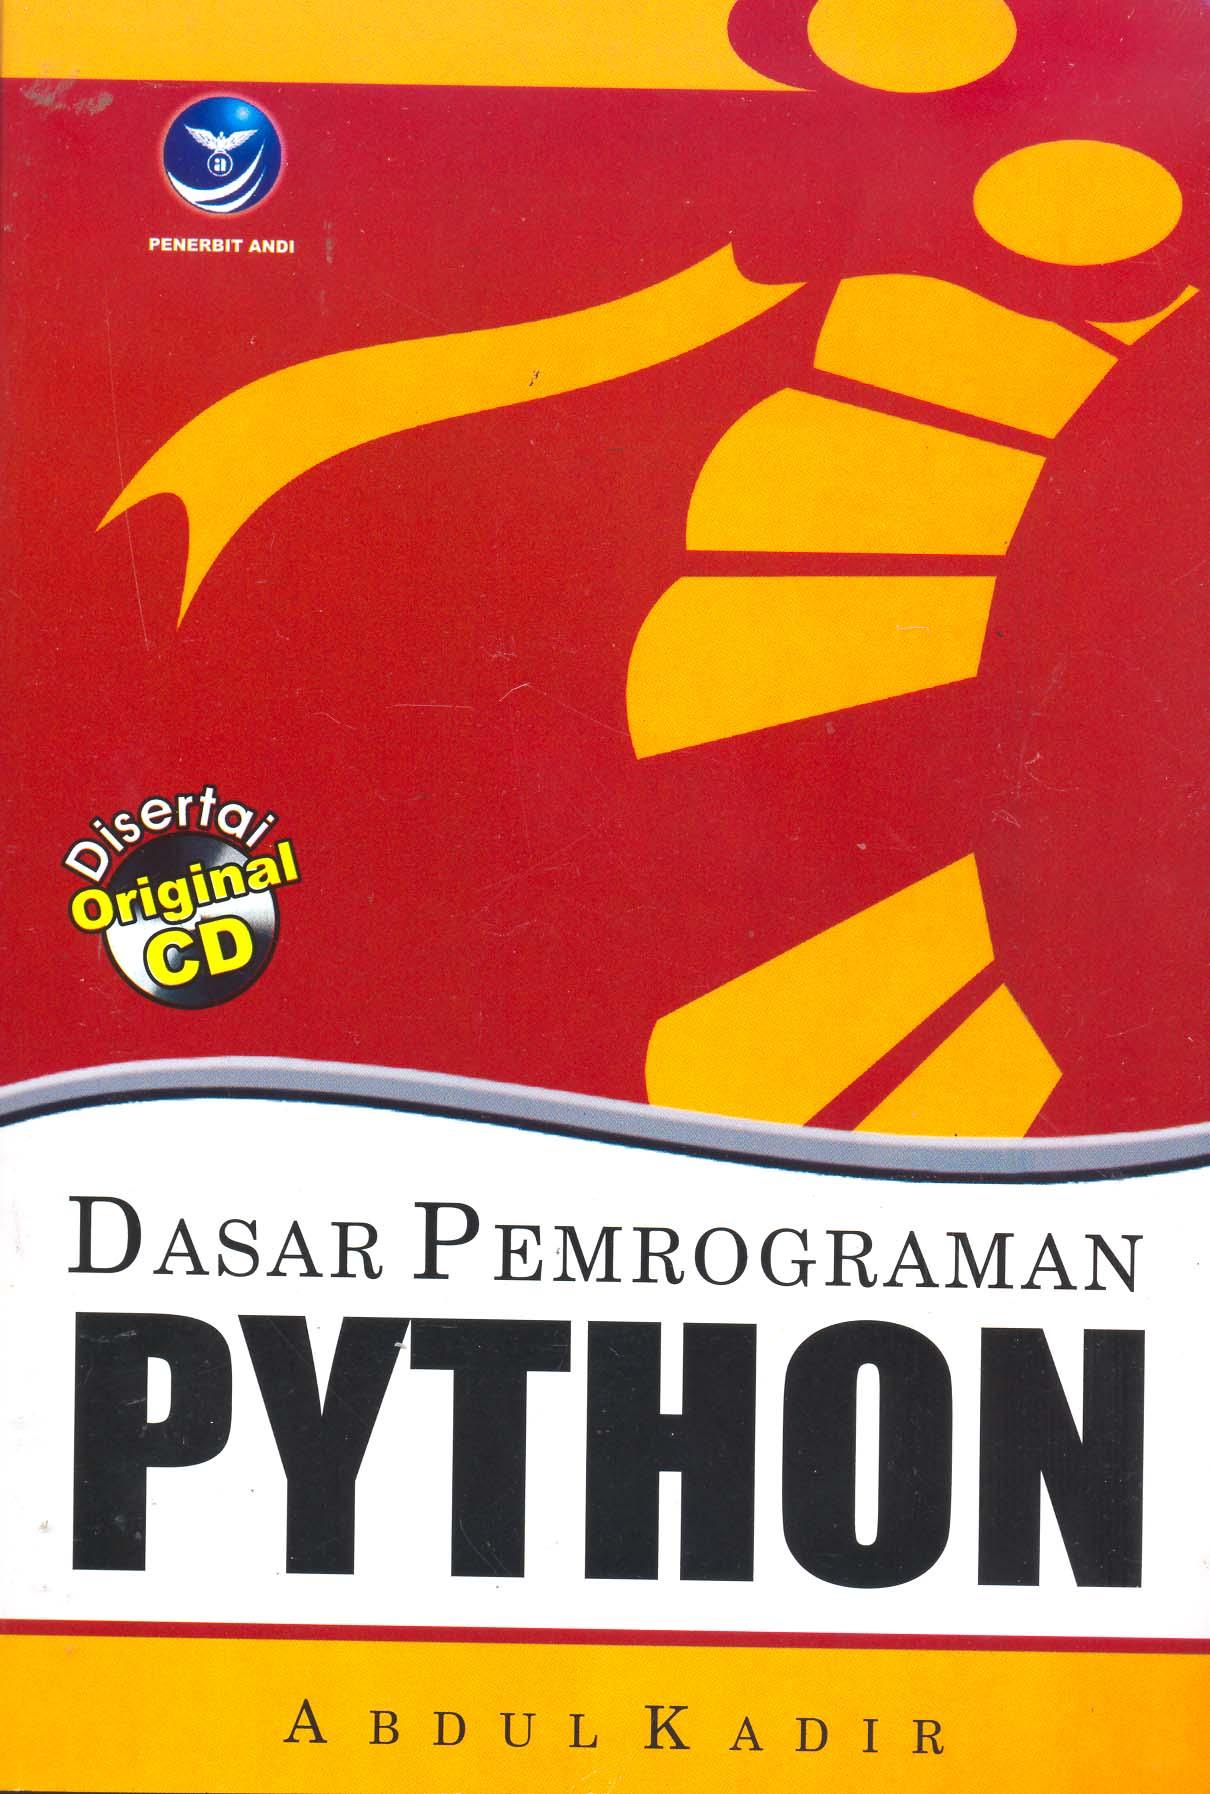 a
PENERBIT ANDI
Disertai
Original
CD
DASAR PEMROGRAMAN
PYTHON
ABDUL KADIR